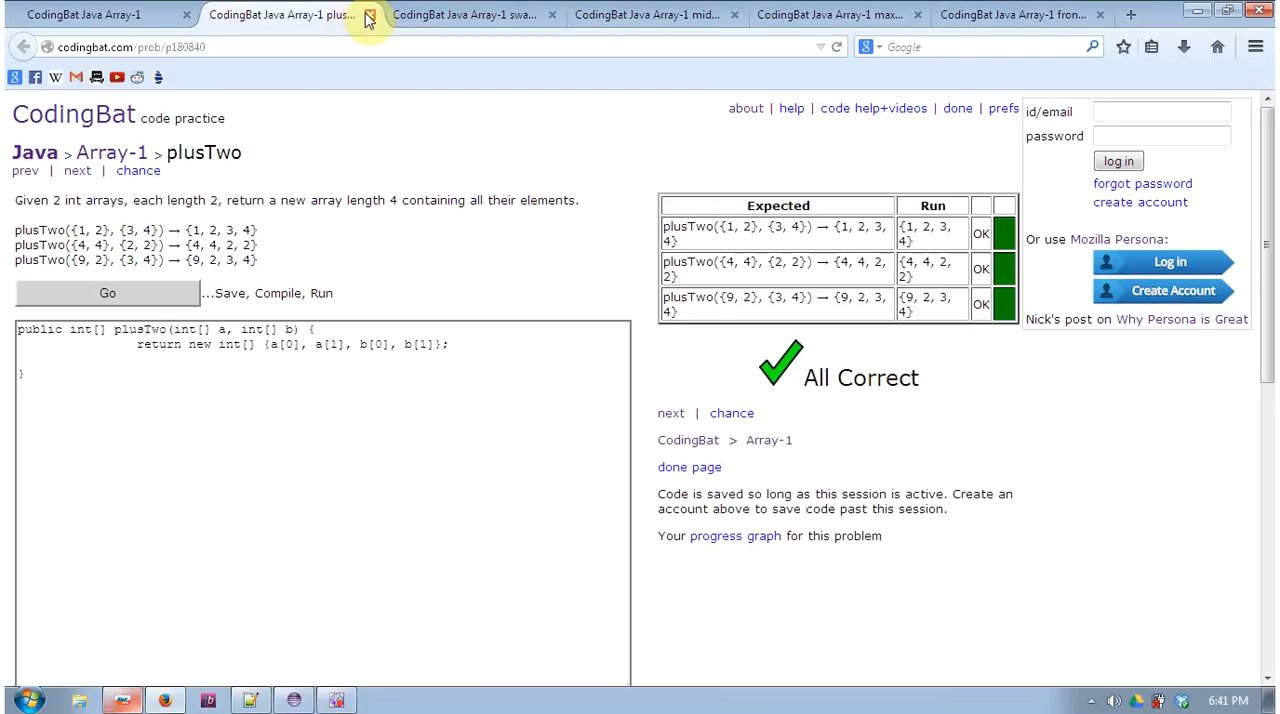 CodingBat Java Array-1
CodingBat Java Array-1 plus...
CodingBat Java Array-1 swa...
CodingBat Java Array-1 mid...
CodingBat Java Array-1 max...
CodingBat Java Array-1 fron...
codingbat.com/prob/p180840
Google
CodingBat code practice
about | help | code help+videos | done | prefs
id/email
password
log in
forgot password
create account
Or use Mozilla Persona:
Log in
Create Account
Nick's post on Why Persona is Great
Java > Array-1 > plusTwo
prev | next | chance
Given 2 int arrays, each length 2, return a new array length 4 containing all their elements.
plusTwo({1, 2}, {3, 4}) → {1, 2, 3, 4}
plusTwo({4, 4}, {2, 2}) → {4, 4, 2, 2}
plusTwo({9, 2}, {3, 4}) → {9, 2, 3, 4}
Go ...Save, Compile, Run
public int[] plusTwo(int[] a, int[] b) {
return new int[] {a[0], a[1], b[0], b[1]};
}
Expected Run
plusTwo({1, 2}, {3, 4}) → {1, 2, 3, {1, 2, 3, OK
4} 4}
plusTwo({4, 4}, {2, 2}) → {4, 4, 2, {4, 4, 2, OK
2} 2}
plusTwo({9, 2}, {3, 4}) → {9, 2, 3, {9, 2, 3, OK
4} 4}
All Correct
next | chance
CodingBat > Array-1
done page
Code is saved so long as this session is active. Create an
account above to save code past this session.
Your progress graph for this problem
6:41 PM